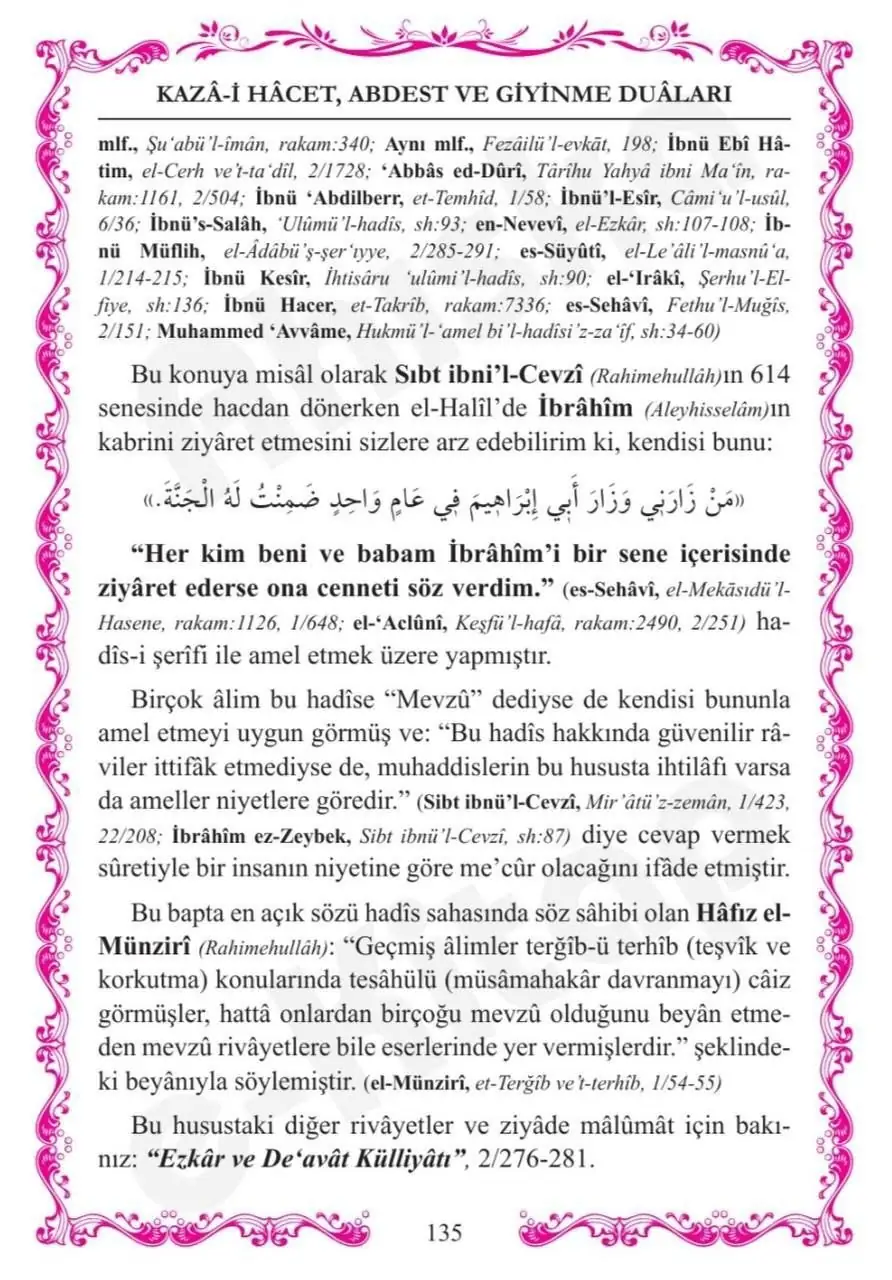 KAZÂ-İ HÂCET, ABDEST VE GİYİNME DUÂLARI
mlf., Şu‘abü’l-îmân, rakam:340; Aynı mlf., Fezâilü’l-evkāt, 198; İbnü Ebî Hâ-
tim, el-Cerh ve’t-ta‘dîl, 2/1728; ‘Abbâs ed-Dûrî, Târîhu Yahyâ ibni Ma‘în, ra-
kam:1161, 2/504; İbnü ‘Abdilberr, et-Temhîd, 1/58; İbnü’l-Esîr, Câmi‘u’l-usûl,
6/36; İbnü’s-Salâh, ‘Ulûmü’l-hadîs, sh:93; en-Nevevî, el-Ezkâr, sh:107-108; İb-
nü Müflih, el-Âdâbü’ş-şer‘ıyye, 2/285-291; es-Süyûtî, el-Le’âli’l-masnû‘a,
1/214-215; İbnü Kesîr, İhtisâru ‘ulûmi’l-hadîs, sh:90; el-‘Irâkî, Şerhu’l-El-
fiye, sh:136; İbnü Hacer, et-Takrîb, rakam:7336; es-Sehâvî, Fethu’l-Muğîs,
2/151; Muhammed ‘Avvâme, Hukmü’l-‘amel bi’l-hadîsi’z-za‘îf, sh:34-60)
Bu konuya misâl olarak Sıbt ibni’l-Cevzî (Rahimehullâh)ın 614
senesinde hacdan dönerken el-Halîl’de İbrâhîm (Aleyhisselâm)ın
kabrini ziyâret etmesini sizlere arz edebilirim ki, kendisi bunu:
«مَنْ زَارَنِي وَزَارَ أَبِي إِبْرَاهِيمَ فِي عَامٍ وَاحِدٍ ضَمِنْتُ لَهُ الْجَنَّةَ.»
“Her kim beni ve babam İbrâhîm’i bir sene içerisinde
ziyâret ederse ona cenneti söz verdim.” (es-Sehâvî, el-Mekāsıdü’l-
Hasene, rakam:1126, 1/648; el-‘Aclûnî, Keşfü’l-hafâ, rakam:2490, 2/251) ha-
dîs-i şerîfi ile amel etmek üzere yapmıştır.
Birçok âlim bu hadîse “Mevzû” dediyse de kendisi bununla
amel etmeyi uygun görmüş ve: “Bu hadîs hakkında güvenilir râ-
viler ittifâk etmediyse de, muhaddislerin bu hususta ihtilâfı varsa
da ameller niyetlere göredir.” (Sibt ibnü’l-Cevzî, Mir’âtü’z-zemân, 1/423,
22/208; İbrâhîm ez-Zeybek, Sibt ibnü’l-Cevzî, sh:87) diye cevap vermek
sûretiyle bir insanın niyetine göre me’cûr olacağını ifâde etmiştir.
Bu bapta en açık sözü hadîs sahasında söz sâhibi olan Hâfız el-
Münzirî (Rahimehullâh): “Geçmiş âlimler terğîb-ü terhîb (teşvîk ve
korkutma) konularında tesâhülü (müsâmahakâr davranmayı) câiz
görmüşler, hattâ onlardan birçoğu mevzû olduğunu beyân etme-
den mevzû rivâyetlere bile eserlerinde yer vermişlerdir.” şeklinde-
ki beyânıyla söylemiştir. (el-Münzirî, et-Terğîb ve’t-terhîb, 1/54-55)
Bu husustaki diğer rivâyetler ve ziyâde mâlûmât için bakı-
nız: “Ezkâr ve De‘avât Külliyâtı”, 2/276-281.
135